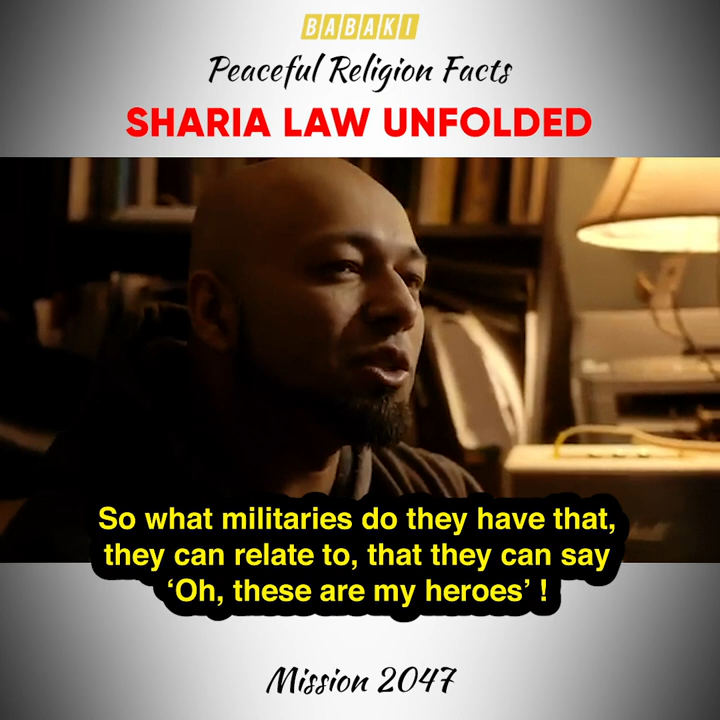 BABAKI
Peaceful Religion Facts
SHARIA LAW UNFOLDED
So what militaries do they have that,
they can relate to, that they can say
‘Oh, these are my heroes’ !
Mission 2047